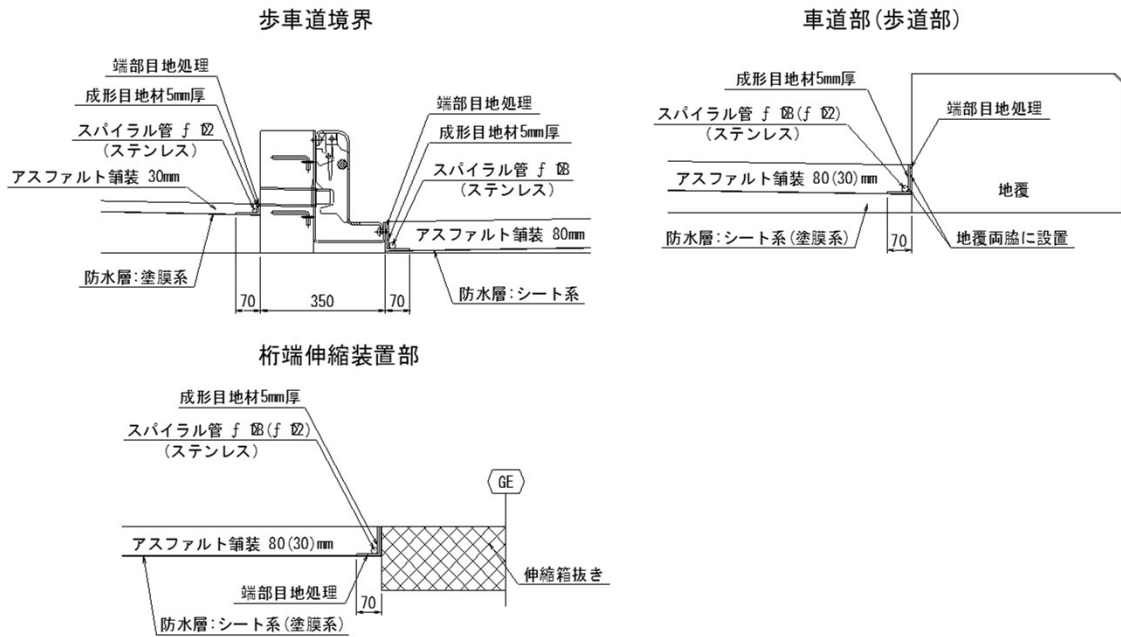 歩車道境界
端部目地処理
成形目地材5mm厚
スパイラル管
(ステンレス)
アスファルト舗装 30mm
防水層:塗膜系
端部目地処理
成形目地材5mm厚
スパイラル管
(ステンレス)
アスファルト舗装 80mm
防水層:シート系
70
350
70
車道部(歩道部)
成形目地材5mm厚
スパイラル管
(ステンレス)
端部目地処理
アスファルト舗装 80(30)mm
地覆
防水層:シート系(塗膜系)
70
地覆両脇に設置
桁端伸縮装置部
成形目地材5mm厚
スパイラル管
(ステンレス)
GE
アスファルト舗装 80(30)mm
伸縮箱抜き
端部目地処理
70
防水層:シート系(塗膜系)